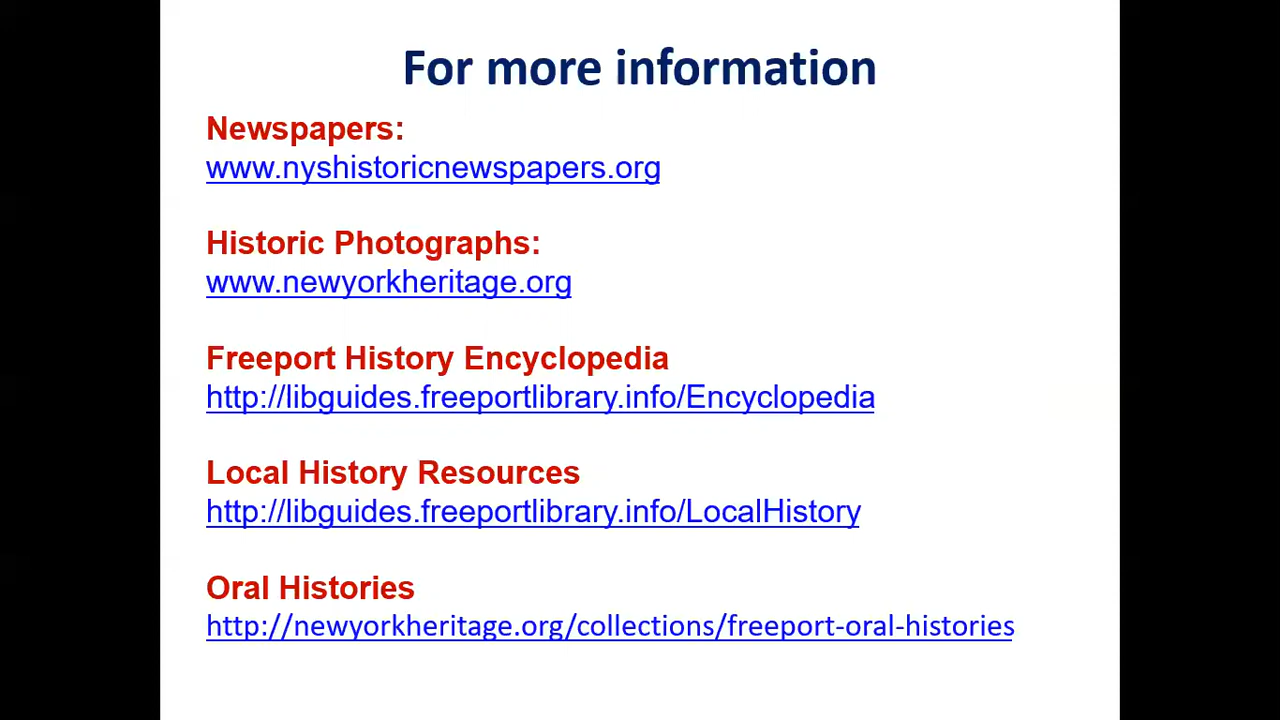 For more information
Newspapers:
www.nyshistoricnewspapers.org
Historic Photographs:
www.newyorkheritage.org
Freeport History Encyclopedia
http://libguides.freeportlibrary.info/Encyclopedia
Local History Resources
http://libguides.freeportlibrary.info/LocalHistory
Oral Histories
http://newyorkheritage.org/collections/freeport-oral-histories